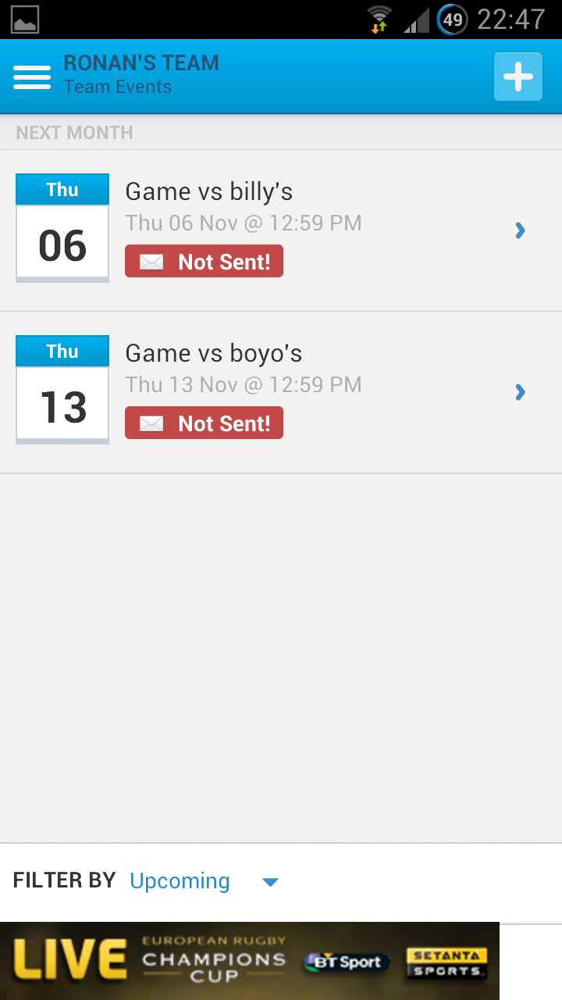 49 22:47
RONAN'S TEAM
Team Events
NEXT MONTH
Thu
06
Game vs billy's
Thu 06 Nov @ 12:59 PM
Not Sent!
Thu
13
Game vs boyo's
Thu 13 Nov @ 12:59 PM
Not Sent!
FILTER BY Upcoming
LIVE
EUROPEAN RUGBY
CHAMPIONS
CUP
BT Sport
SETANTA
SPORTS